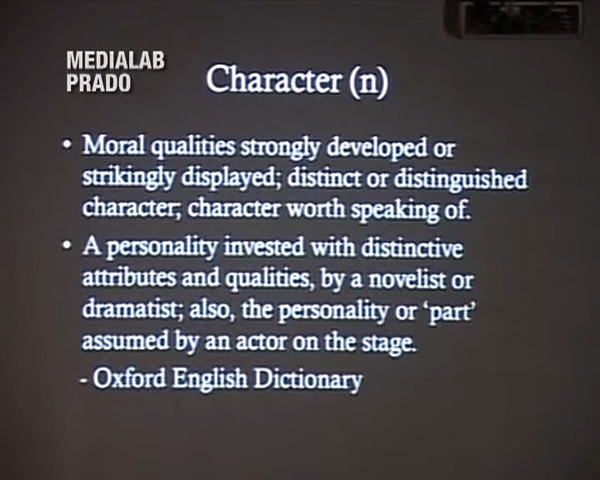 MEDIALAB
PRADO
Character (n)
• Moral qualities strongly developed or
strikingly displayed; distinct or distinguished
character; character worth speaking of.
• A personality invested with distinctive
attributes and qualities, by a novelist or
dramatist; also, the personality or ‘part’
assumed by an actor on the stage.
- Oxford English Dictionary